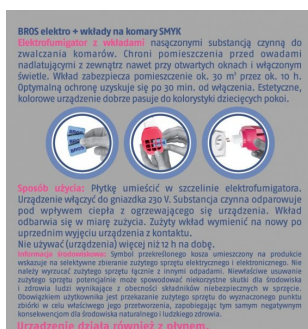 BROS elektro + wkłady na komary SMYK
Elektrofumigator z wkładami nasączonymi substancją czynną do
zwalczania komarów. Chroni pomieszczenia przed owadami
nadlatującymi z zewnątrz nawet przy otwartych oknach i włączonym
świetle. Wkład zabezpiecza pomieszczenie ok. 30 m³ przez ok. 10 h.
Optymalną ochronę uzyskuje się po 30 min. od włączenia. Estetyczne,
kolorowe urządzenie dobrze pasuje do kolorystyki dziecięcych pokoi.
Sposób użycia: Płytkę umieścić w szczelinie elektrofumigatora.
Urządzenie włączyć do gniazdka 230 V. Substancja czynna odparowuje
pod wpływem ciepła z ogrzewającego się urządzenia. Wkład
odbarwia się w miarę zużycia. Zużyty wkład wymienić na nowy po
uprzednim wyjęciu urządzenia z kontaktu.
Nie używać (urządzenia) więcej niż 12 h na dobę.
Informacja środowiskowa: Symbol przekreślonego kosza umieszczony na produkcie
wskazuje na selektywne zbieranie zużytego sprzętu elektrycznego i elektronicznego. Nie
należy wyrzucać zużytego sprzętu łącznie z innymi odpadami. Niewłaściwe usuwanie
zużytego sprzętu potencjalnie może spowodować niekorzystne skutki dla środowiska
i zdrowia ludzi wynikające z obecności składników niebezpiecznych w sprzęcie.
Obowiązkiem użytkownika jest przekazanie zużytego sprzętu do wyznaczonego punktu
zbiórki w celu właściwego jego przetworzenia, zapobiegając tym samym negatywnym
konsekwencjom dla środowiska naturalnego i ludzkiego zdrowia.
Urządzenie działa również z płynem.